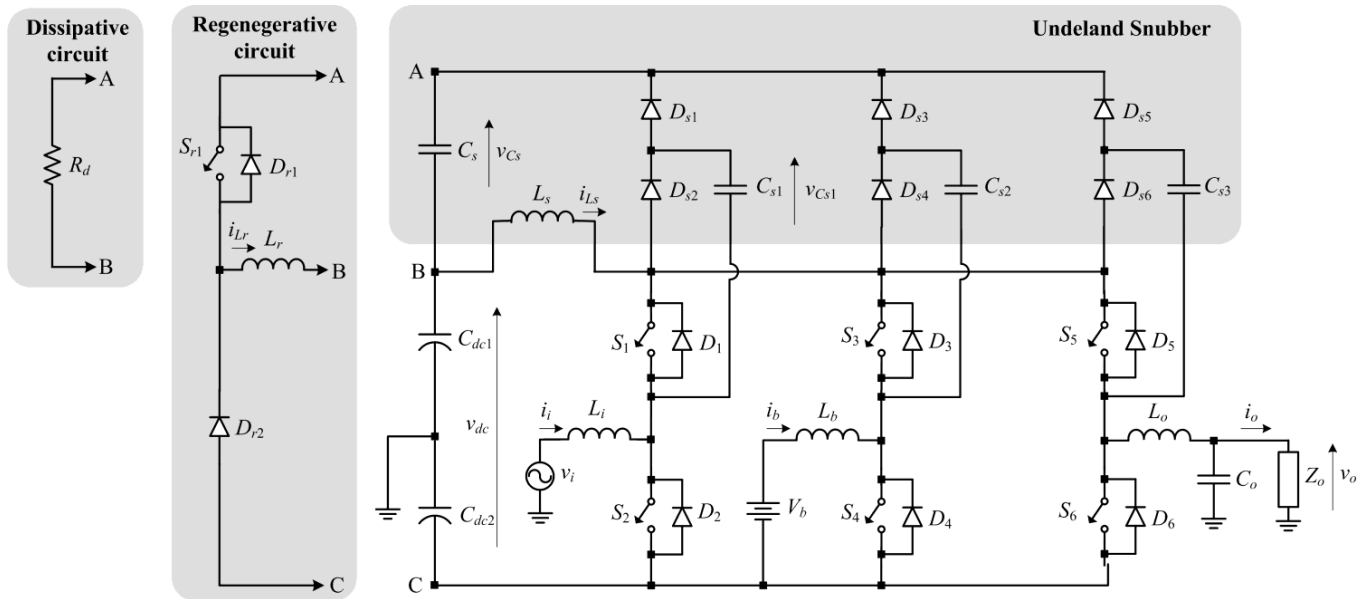 Dissipative
circuit
A
R_d
B
Regenegerative
circuit
A
S_r1
D_r1
i_Lr
L_r
B
D_r2
C
Undeland Snubber
A
D_s1
D_s3
D_s5
C_s
v_Cs
L_s
i_Ls
D_s2
C_s1
v_Cs1
D_s4
C_s2
D_s6
C_s3
B
C_dc1
S_1
D_1
S_3
D_3
S_5
D_5
v_dc
i_i
L_i
i_b
L_b
L_o
i_o
v_i
C_o
Z_o
v_o
C_dc2
S_2
D_2
V_b
S_4
D_4
S_6
D_6
C